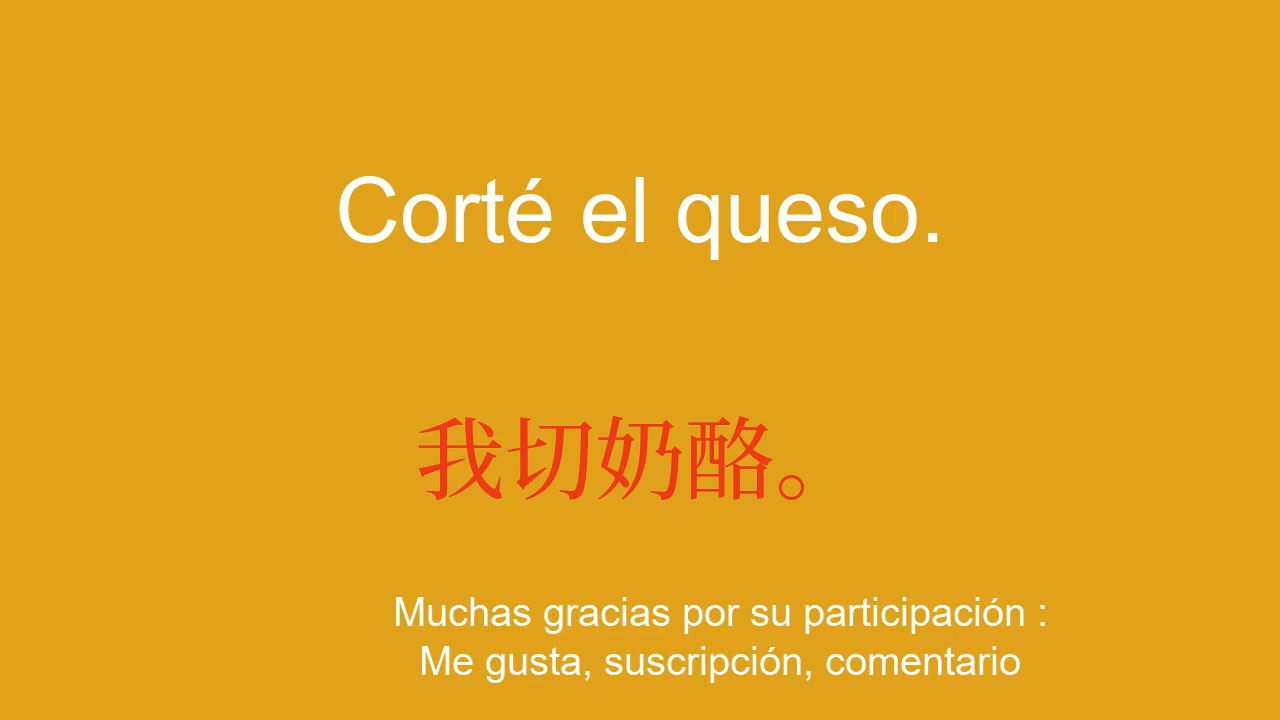 Corté el queso.
我切奶酪。
Muchas gracias por su participación :
Me gusta, suscripción, comentario